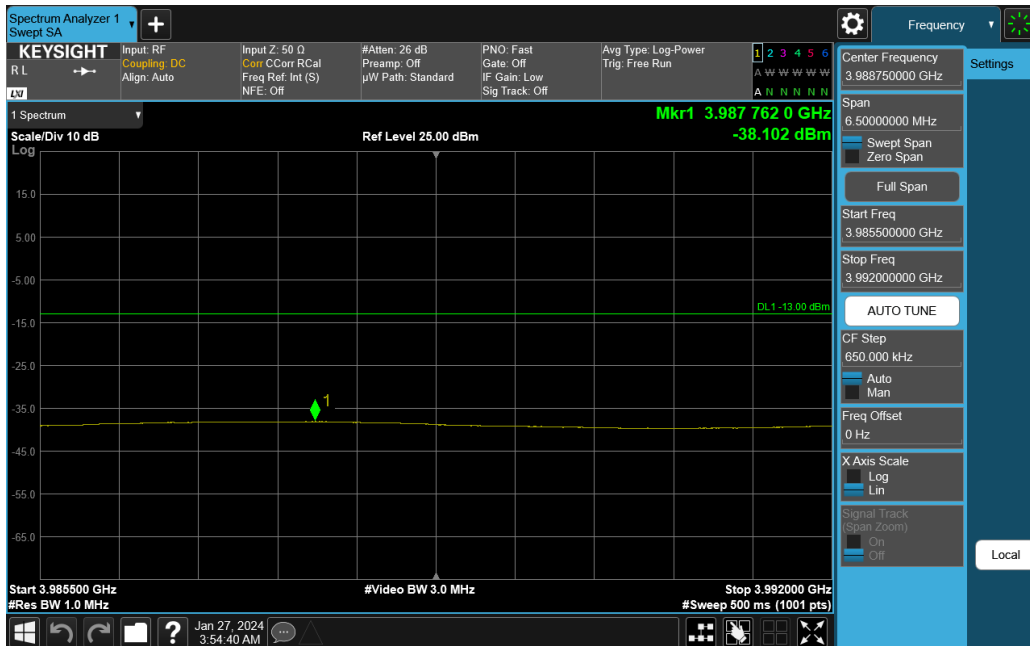 Spectrum Analyzer 1
Swept SA
Frequency
KEYSIGHT
R L
LXI
Input: RF
Coupling: DC
Align: Auto
Input Z: 50 Ω
Corr CCorr RCal
Freq Ref: Int (S)
NFE: Off
#Atten: 26 dB
Preamp: Off
µW Path: Standard
PNO: Fast
Gate: Off
IF Gain: Low
Sig Track: Off
Avg Type: Log-Power
Trig: Free Run
1 2 3 4 5 6
A W W W W W
A N N N N N
1 Spectrum
Scale/Div 10 dB
Ref Level 25.00 dBm
Mkr1 3.987 762 0 GHz
-38.102 dBm
Log
15.0
5.00
-5.00
DL1 -13.00 dBm
-15.0
-25.0
-35.0
1
-45.0
-55.0
-65.0
Start 3.985500 GHz
#Video BW 3.0 MHz
Stop 3.992000 GHz
#Res BW 1.0 MHz
#Sweep 500 ms (1001 pts)
Jan 27, 2024
3:54:40 AM
Center Frequency
3.988750000 GHz
Settings
Span
6.50000000 MHz
Swept Span
Zero Span
Full Span
Start Freq
3.985500000 GHz
Stop Freq
3.992000000 GHz
AUTO TUNE
CF Step
650.000 kHz
Auto
Man
Freq Offset
0 Hz
X Axis Scale
Log
Lin
Signal Track
(Span Zoom)
On
Off
Local